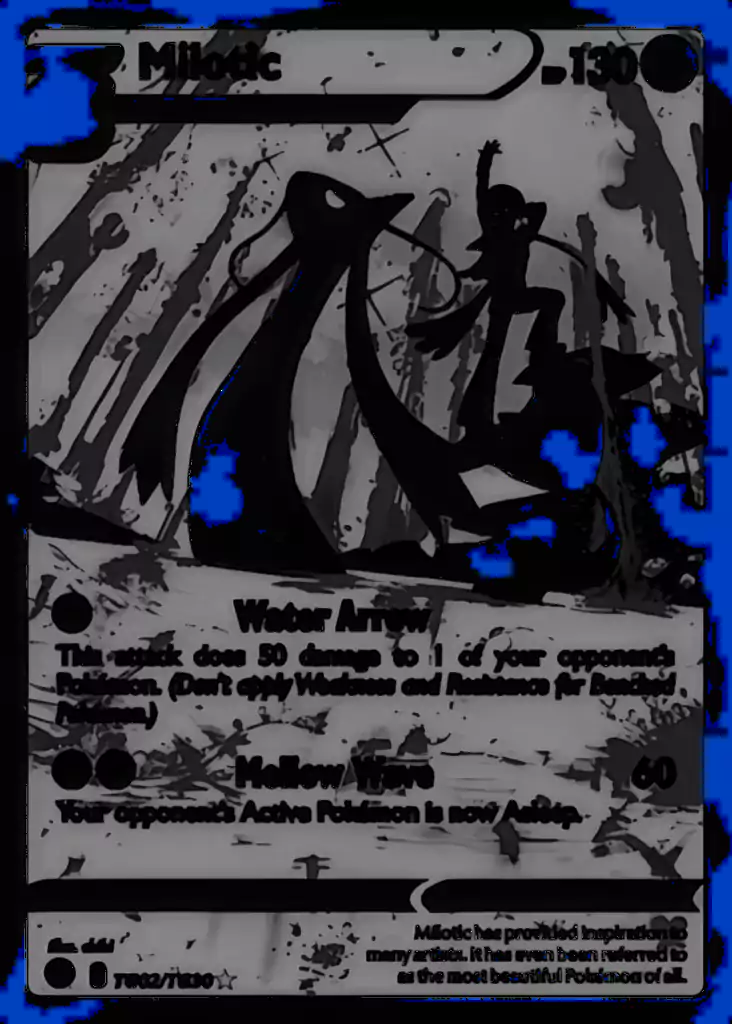 Milotic
HP 130
Water Arrow
This attack does 50 damage to 1 of your opponent's
Pokémon. (Don't apply Weakness and Resistance for Benched
Pokémon.)
Mellow Wave 60
Your opponent's Active Pokémon is now Asleep.
Milotic has provided inspiration to
many artists. It has even been referred to
as the most beautiful Pokémon of all.
Illus.
TG02/TG30